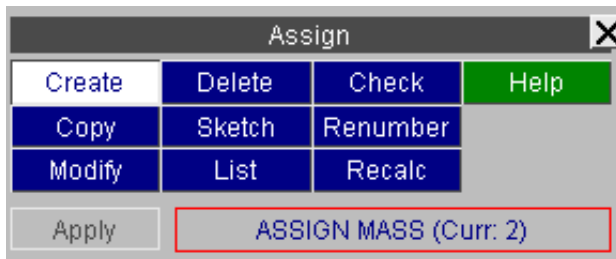 Assign X
Create Delete Check Help
Copy Sketch Renumber
Modify List Recalc
Apply ASSIGN MASS (Curr: 2)